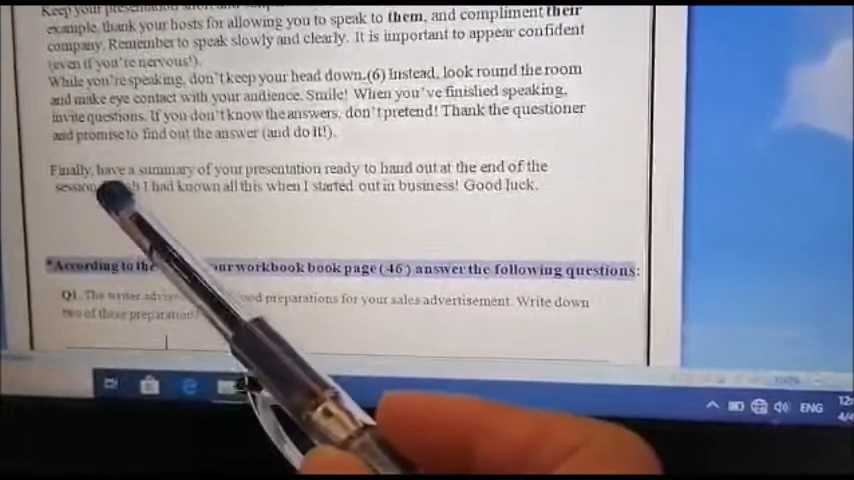 Keep your presentation short and
example, thank your hosts for allowing you to speak to them, and compliment their
company. Remember to speak slowly and clearly. It is important to appear confident
(even if you're nervous!).
While you're speaking, don't keep your head down.(6) Instead, look round the room
and make eye contact with your audience. Smile! When you've finished speaking,
invite questions. If you don't know the answers, don't pretend! Thank the questioner
and promise to find out the answer (and do it!).
Finally, have a summary of your presentation ready to hand out at the end of the
session I had known all this when I started out in business! Good luck.
*According to the workbook book page (46) answer the following questions:
Q1. The writer preparations for your sales advertisement. Write down
two of these preparation
ENG